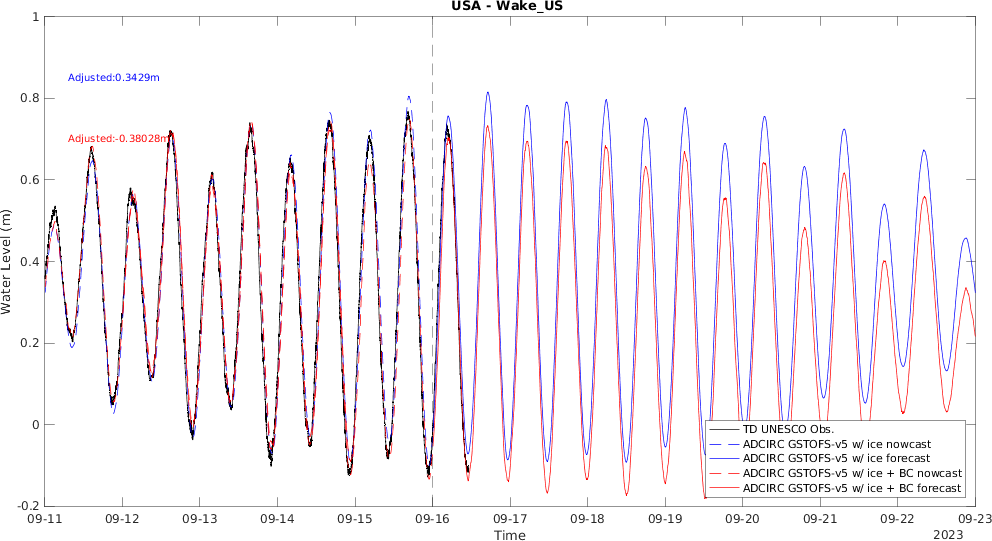 USA - Wake_US
1
0.8
0.6
0.4
0.2
0
-0.2
Water Level (m)
Adjusted:0.3429m
Adjusted:-0.38028m
TD UNESCO Obs.
ADCIRC GSTOFS-v5 w/ ice nowcast
ADCIRC GSTOFS-v5 w/ ice forecast
ADCIRC GSTOFS-v5 w/ ice + BC nowcast
ADCIRC GSTOFS-v5 w/ ice + BC forecast
09-11 09-12 09-13 09-14 09-15 09-16 09-17 09-18 09-19 09-20 09-21 09-22 09-23
Time
2023